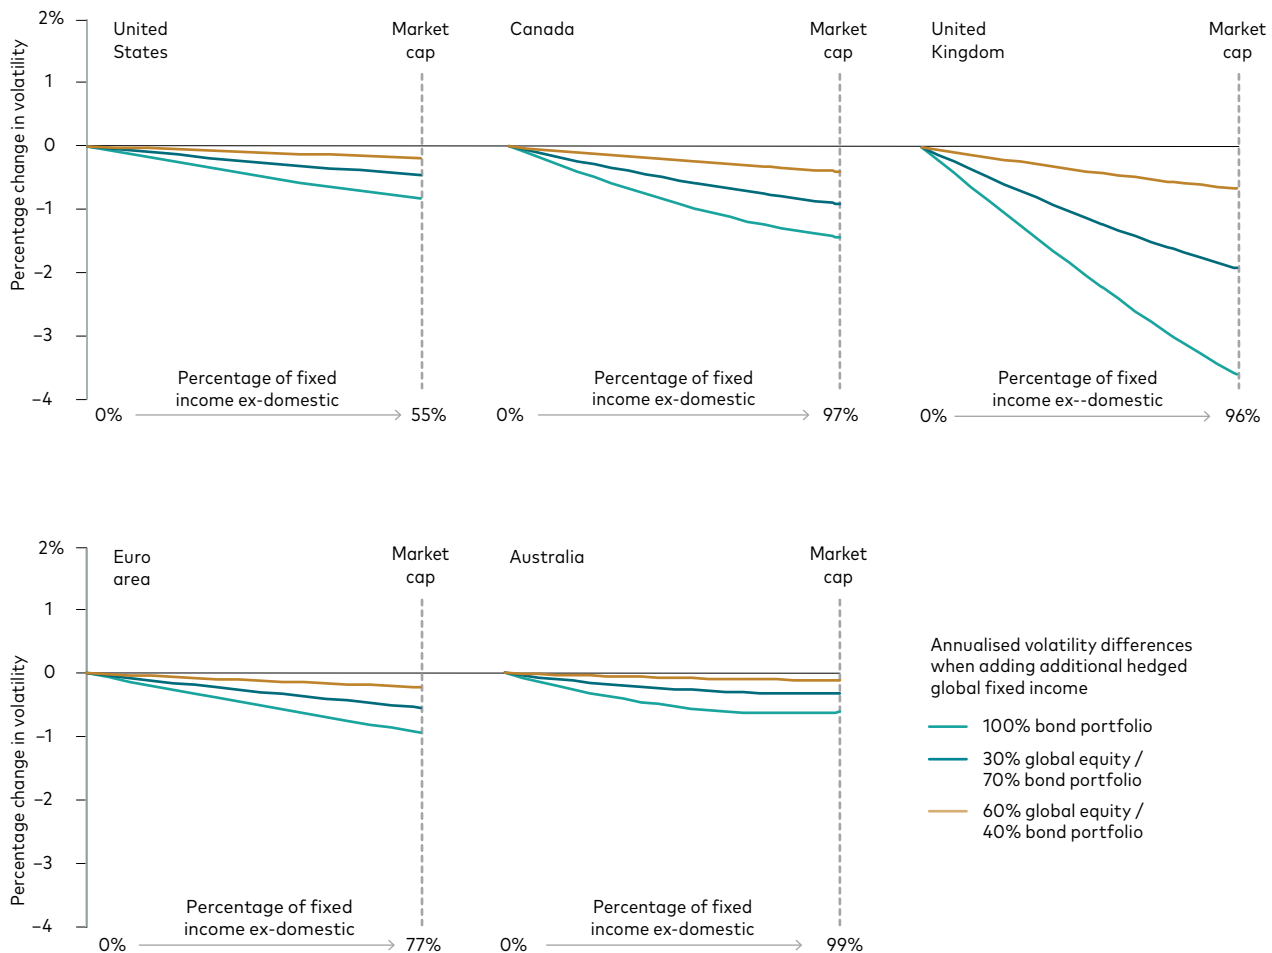 Percentage change in volatility
2%
1
0
–1
–2
–3
–4
United
States
Market
cap
Percentage of fixed
income ex-domestic
0%
55%
Canada
Market
cap
Percentage of fixed
income ex-domestic
0%
97%
United
Kingdom
Market
cap
Percentage of fixed
income ex--domestic
0%
96%
Percentage change in volatility
2%
1
0
–1
–2
–3
–4
Euro
area
Market
cap
Percentage of fixed
income ex-domestic
0%
77%
Australia
Market
cap
Percentage of fixed
income ex-domestic
0%
99%
Annualised volatility differences
when adding additional hedged
global fixed income
100% bond portfolio
30% global equity /
70% bond portfolio
60% global equity /
40% bond portfolio